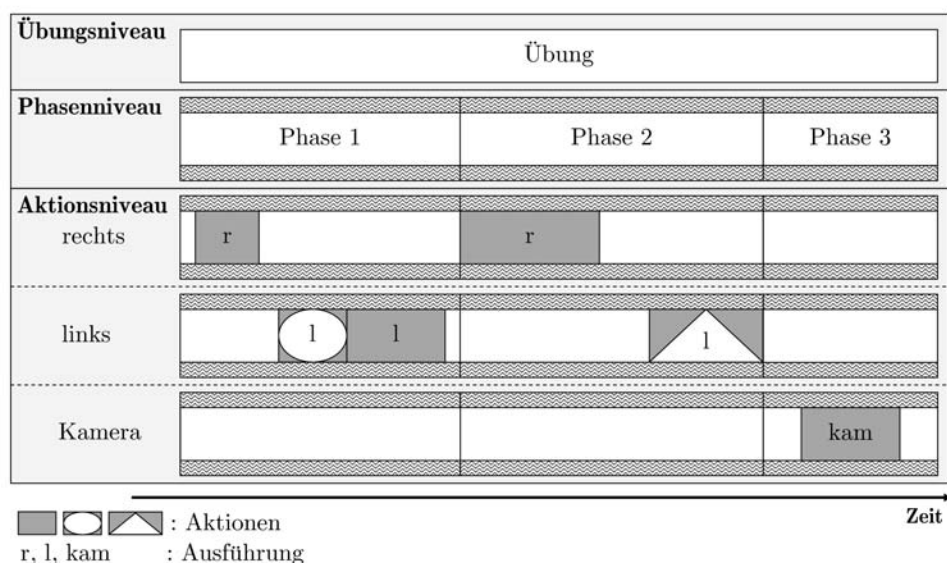 Übungsniveau
Übung
Phasenniveau
Phase 1 Phase 2 Phase 3
Aktionsniveau
rechts r r
links l l l
Kamera kam
Zeit
: Aktionen
r, l, kam : Ausführung